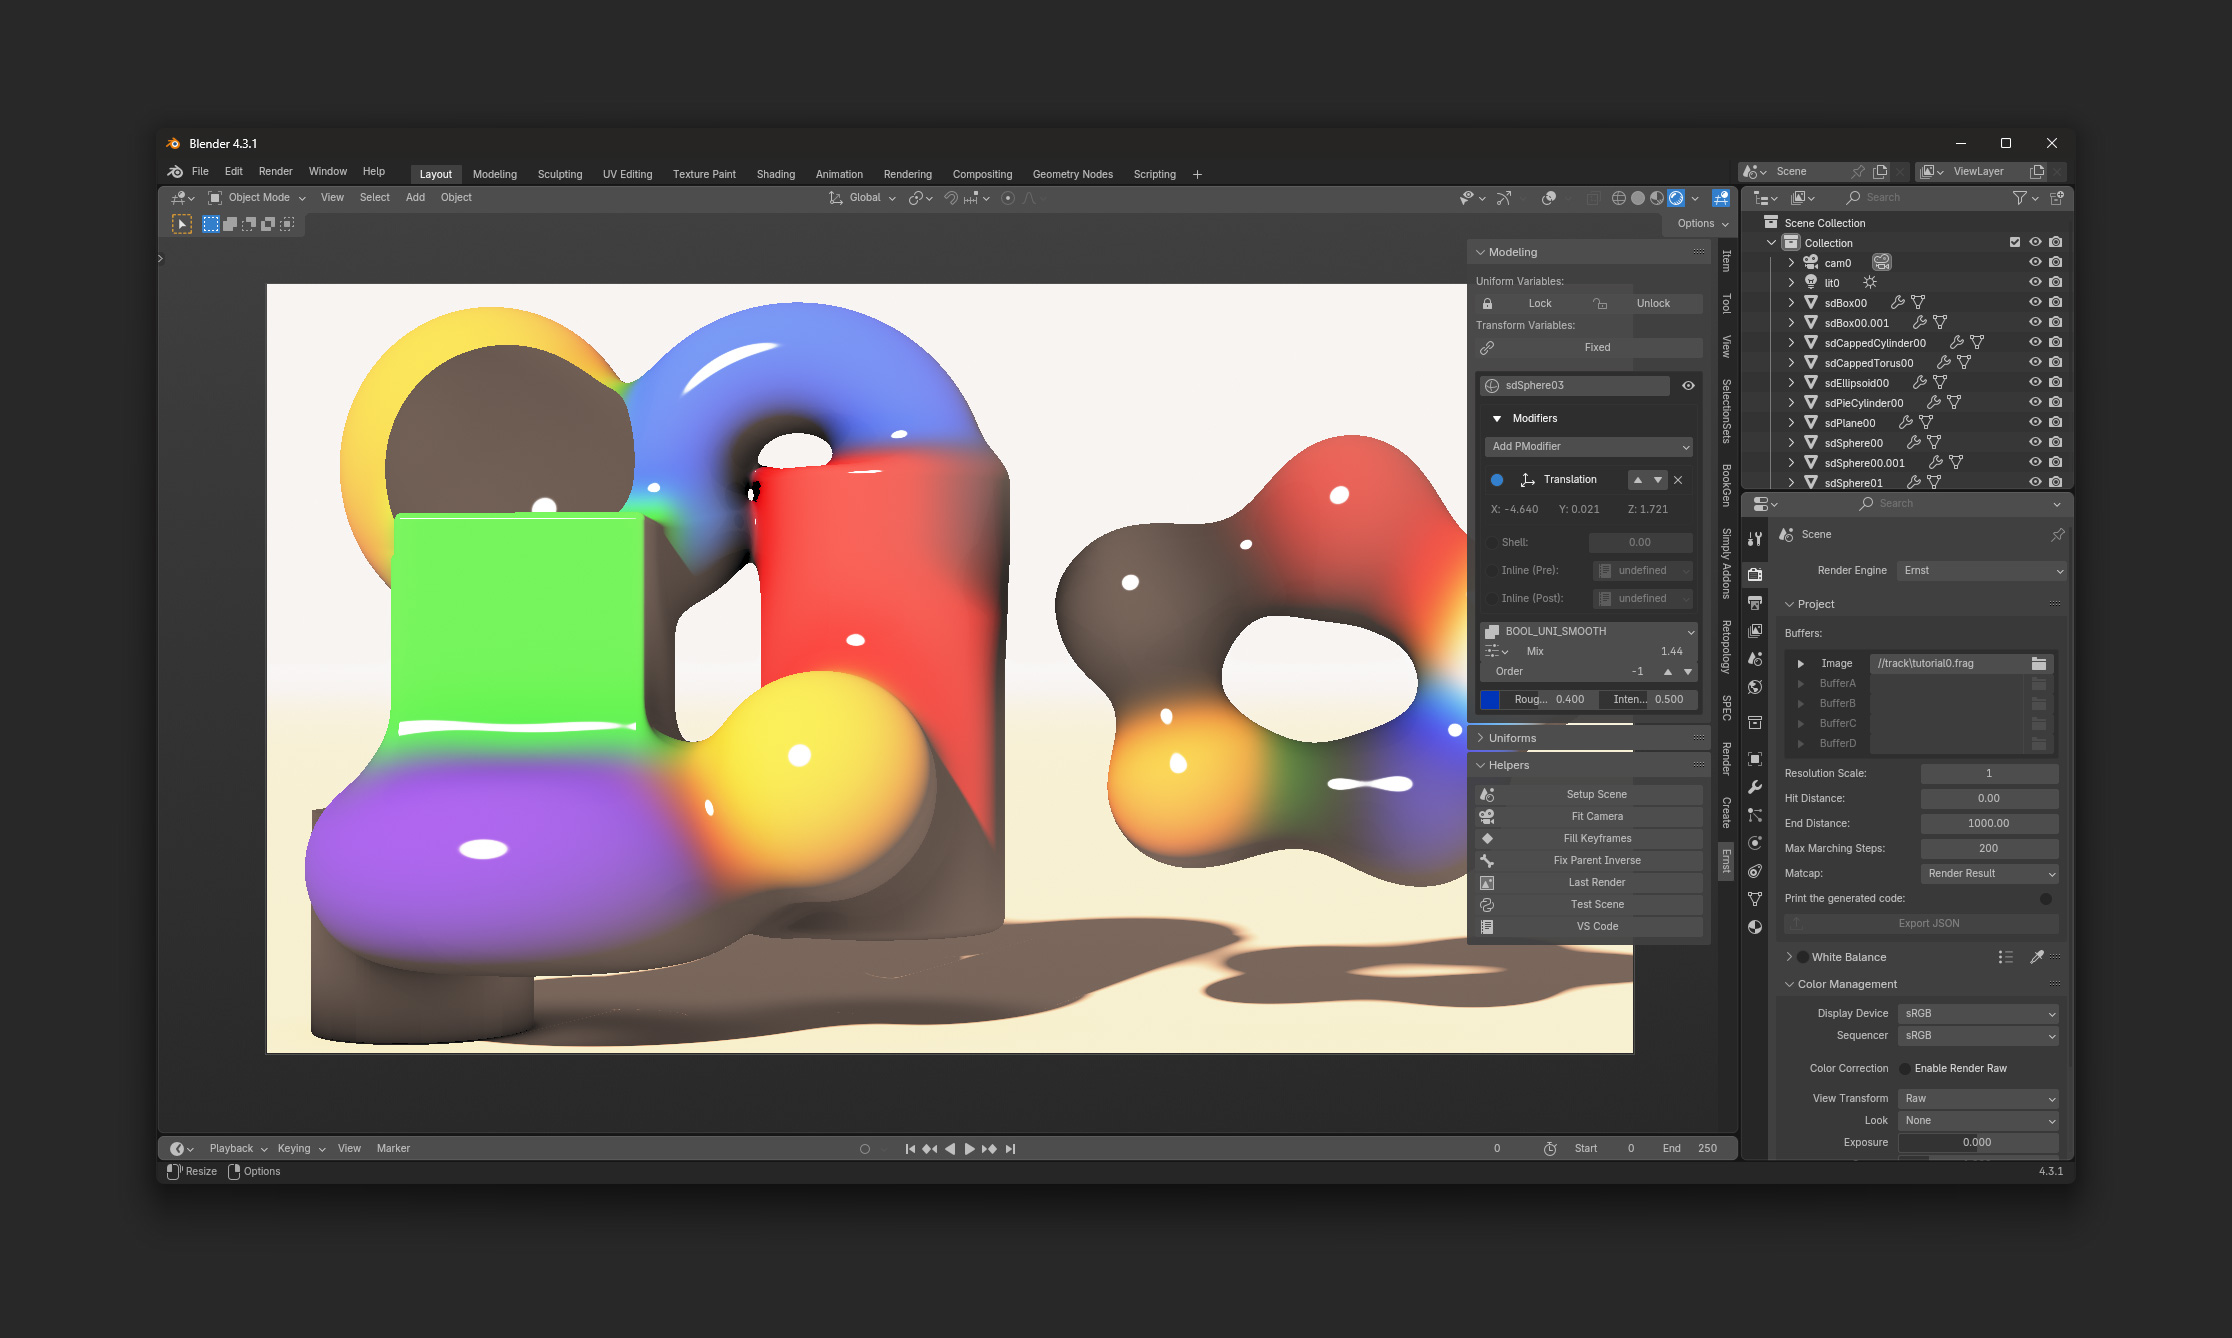 Blender 4.3.1
File Edit Render Window Help Layout Modeling Sculpting UV Editing Texture Paint Shading Animation Rendering Compositing Geometry Nodes Scripting + Scene ViewLayer
Object Mode View Select Add Object Global Search
Options
Scene Collection
Collection
cam0
lit0
sdBox00
sdBox00.001
sdCappedCylinder00
sdCappedTorus00
sdEllipsoid00
sdPieCylinder00
sdPlane00
sdSphere00
sdSphere00.001
sdSphere01
Modeling
Uniform Variables:
Lock Unlock
Transform Variables:
Fixed
sdSphere03
Modifiers
Add PModifier
Translation
X: -4.640 Y: 0.021 Z: 1.721
Shell: 0.00
Inline (Pre): undefined
Inline (Post): undefined
BOOL_UNI_SMOOTH
Mix 1.44
Order -1
Roug... 0.400 Inten... 0.500
Uniforms
Helpers
Setup Scene
Fit Camera
Fill Keyframes
Fix Parent Inverse
Last Render
Test Scene
VS Code
Item
Tool
View
SelectionSets
BookGen
Simply Addons
Retopology
SPEC
Render
Create
Ernst
Search
Scene
Render Engine Ernst
Project
Buffers:
Image //track\tutorial0.frag
BufferA
BufferB
BufferC
BufferD
Resolution Scale: 1
Hit Distance: 0.00
End Distance: 1000.00
Max Marching Steps: 200
Matcap: Render Result
Print the generated code:
Export JSON
White Balance
Color Management
Display Device sRGB
Sequencer sRGB
Color Correction Enable Render Raw
View Transform Raw
Look None
Exposure 0.000
Playback Keying View Marker 0 Start 0 End 250
Resize Options 4.3.1